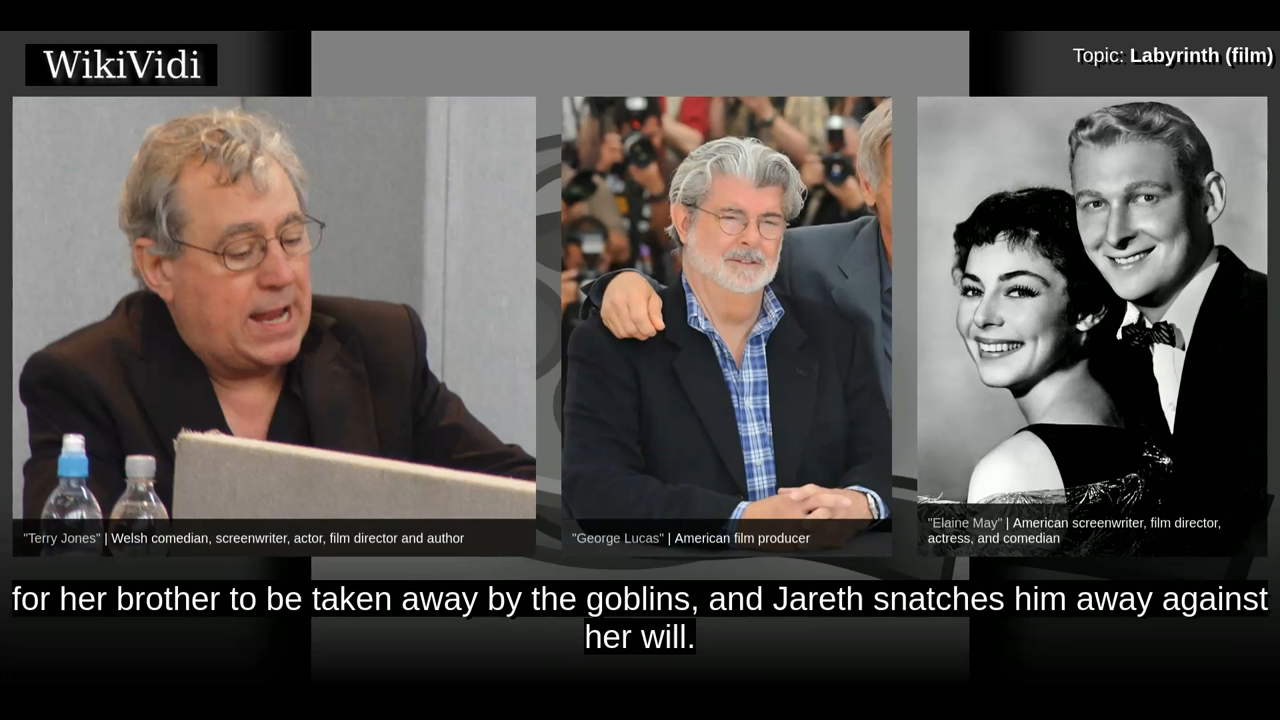 WikiVidi
Topic: Labyrinth (film)
"Terry Jones" | Welsh comedian, screenwriter, actor, film director and author
"George Lucas" | American film producer
"Elaine May" | American screenwriter, film director,
actress, and comedian
for her brother to be taken away by the goblins, and Jareth snatches him away against
her will.